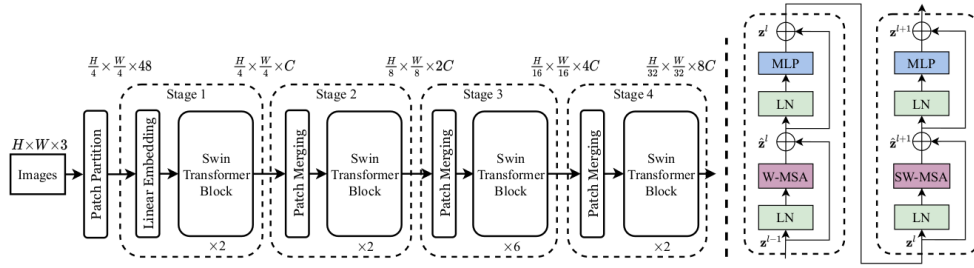 H/4 × W/4 × 48
H/4 × W/4 × C
H/8 × W/8 × 2C
H/16 × W/16 × 4C
H/32 × W/32 × 8C
Stage 1
Stage 2
Stage 3
Stage 4
H×W×3
Images
Patch Partition
Linear Embedding
Swin
Transformer
Block
×2
Patch Merging
Swin
Transformer
Block
×2
Patch Merging
Swin
Transformer
Block
×6
Patch Merging
Swin
Transformer
Block
×2
z^l
MLP
LN
ẑ^l
W-MSA
LN
z^{l-1}
z^{l+1}
MLP
LN
ẑ^{l+1}
SW-MSA
LN
z^l